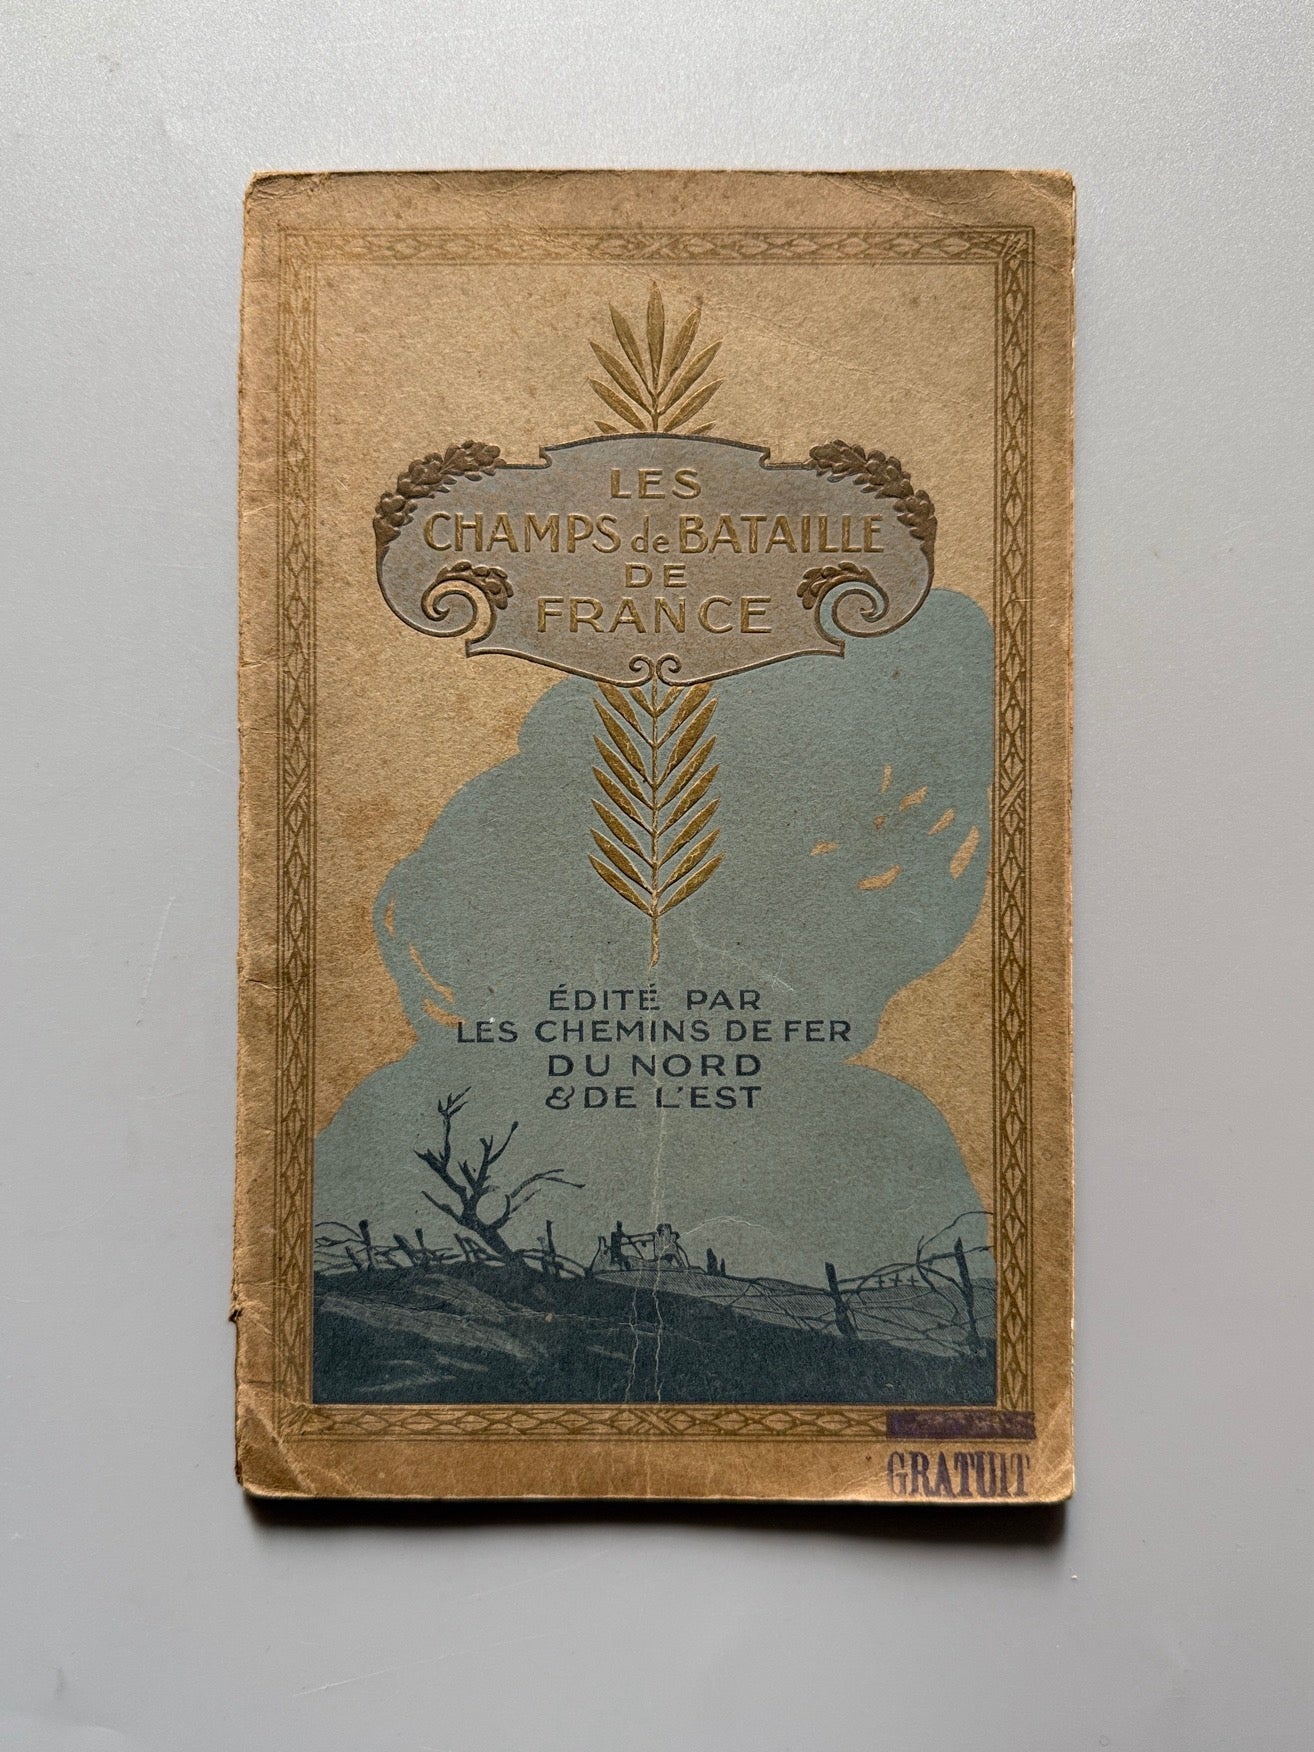 LES
CHAMPS de BATAILLE
DE
FRANCE
ÉDITÉ PAR
LES CHEMINS DE FER
DU NORD
& DE L'EST
GRATUIT